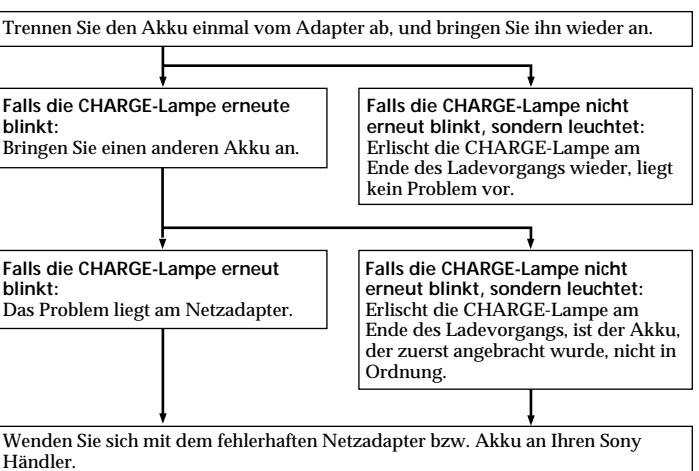 Trennen Sie den Akku einmal vom Adapter ab, und bringen Sie ihn wieder an.
Falls die CHARGE-Lampe erneute
blinkt:
Bringen Sie einen anderen Akku an.
Falls die CHARGE-Lampe nicht
erneut blinkt, sondern leuchtet:
Erlischt die CHARGE-Lampe am
Ende des Ladevorgangs wieder, liegt
kein Problem vor.
Falls die CHARGE-Lampe erneut
blinkt:
Das Problem liegt am Netzadapter.
Falls die CHARGE-Lampe nicht
erneut blinkt, sondern leuchtet:
Erlischt die CHARGE-Lampe am
Ende des Ladevorgangs, ist der Akku,
der zuerst angebracht wurde, nicht in
Ordnung.
Wenden Sie sich mit dem fehlerhaften Netzadapter bzw. Akku an Ihren Sony
Händler.